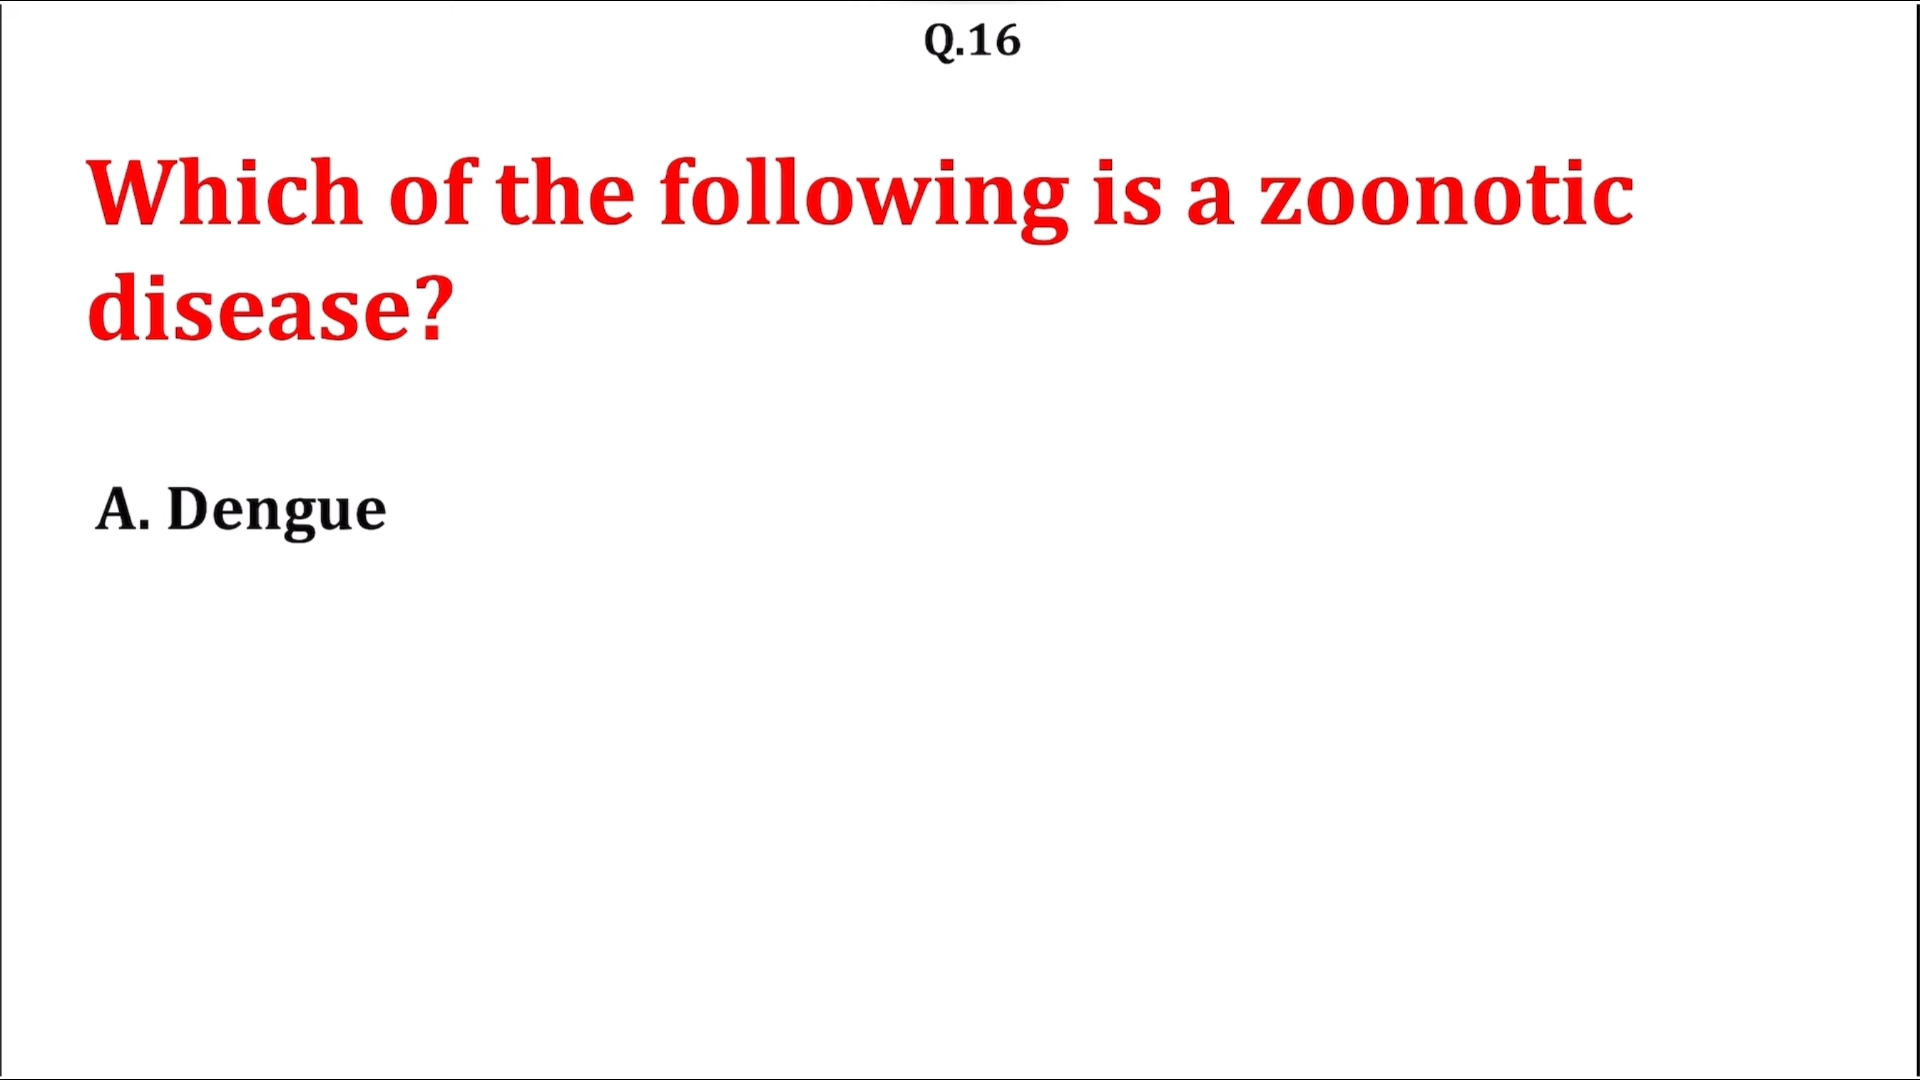 Q.16
Which of the following is a zoonotic
disease?
A. Dengue